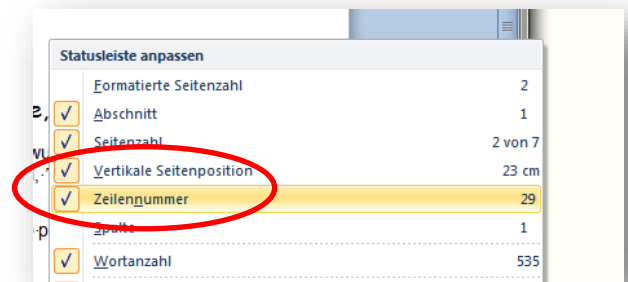 Statusleiste anpassen
Formatierte Seitenzahl 2
Abschnitt 1
Seitenzahl 2 von 7
Vertikale Seitenposition 23 cm
Zeilennummer 29
Spalte 1
Wortanzahl 535